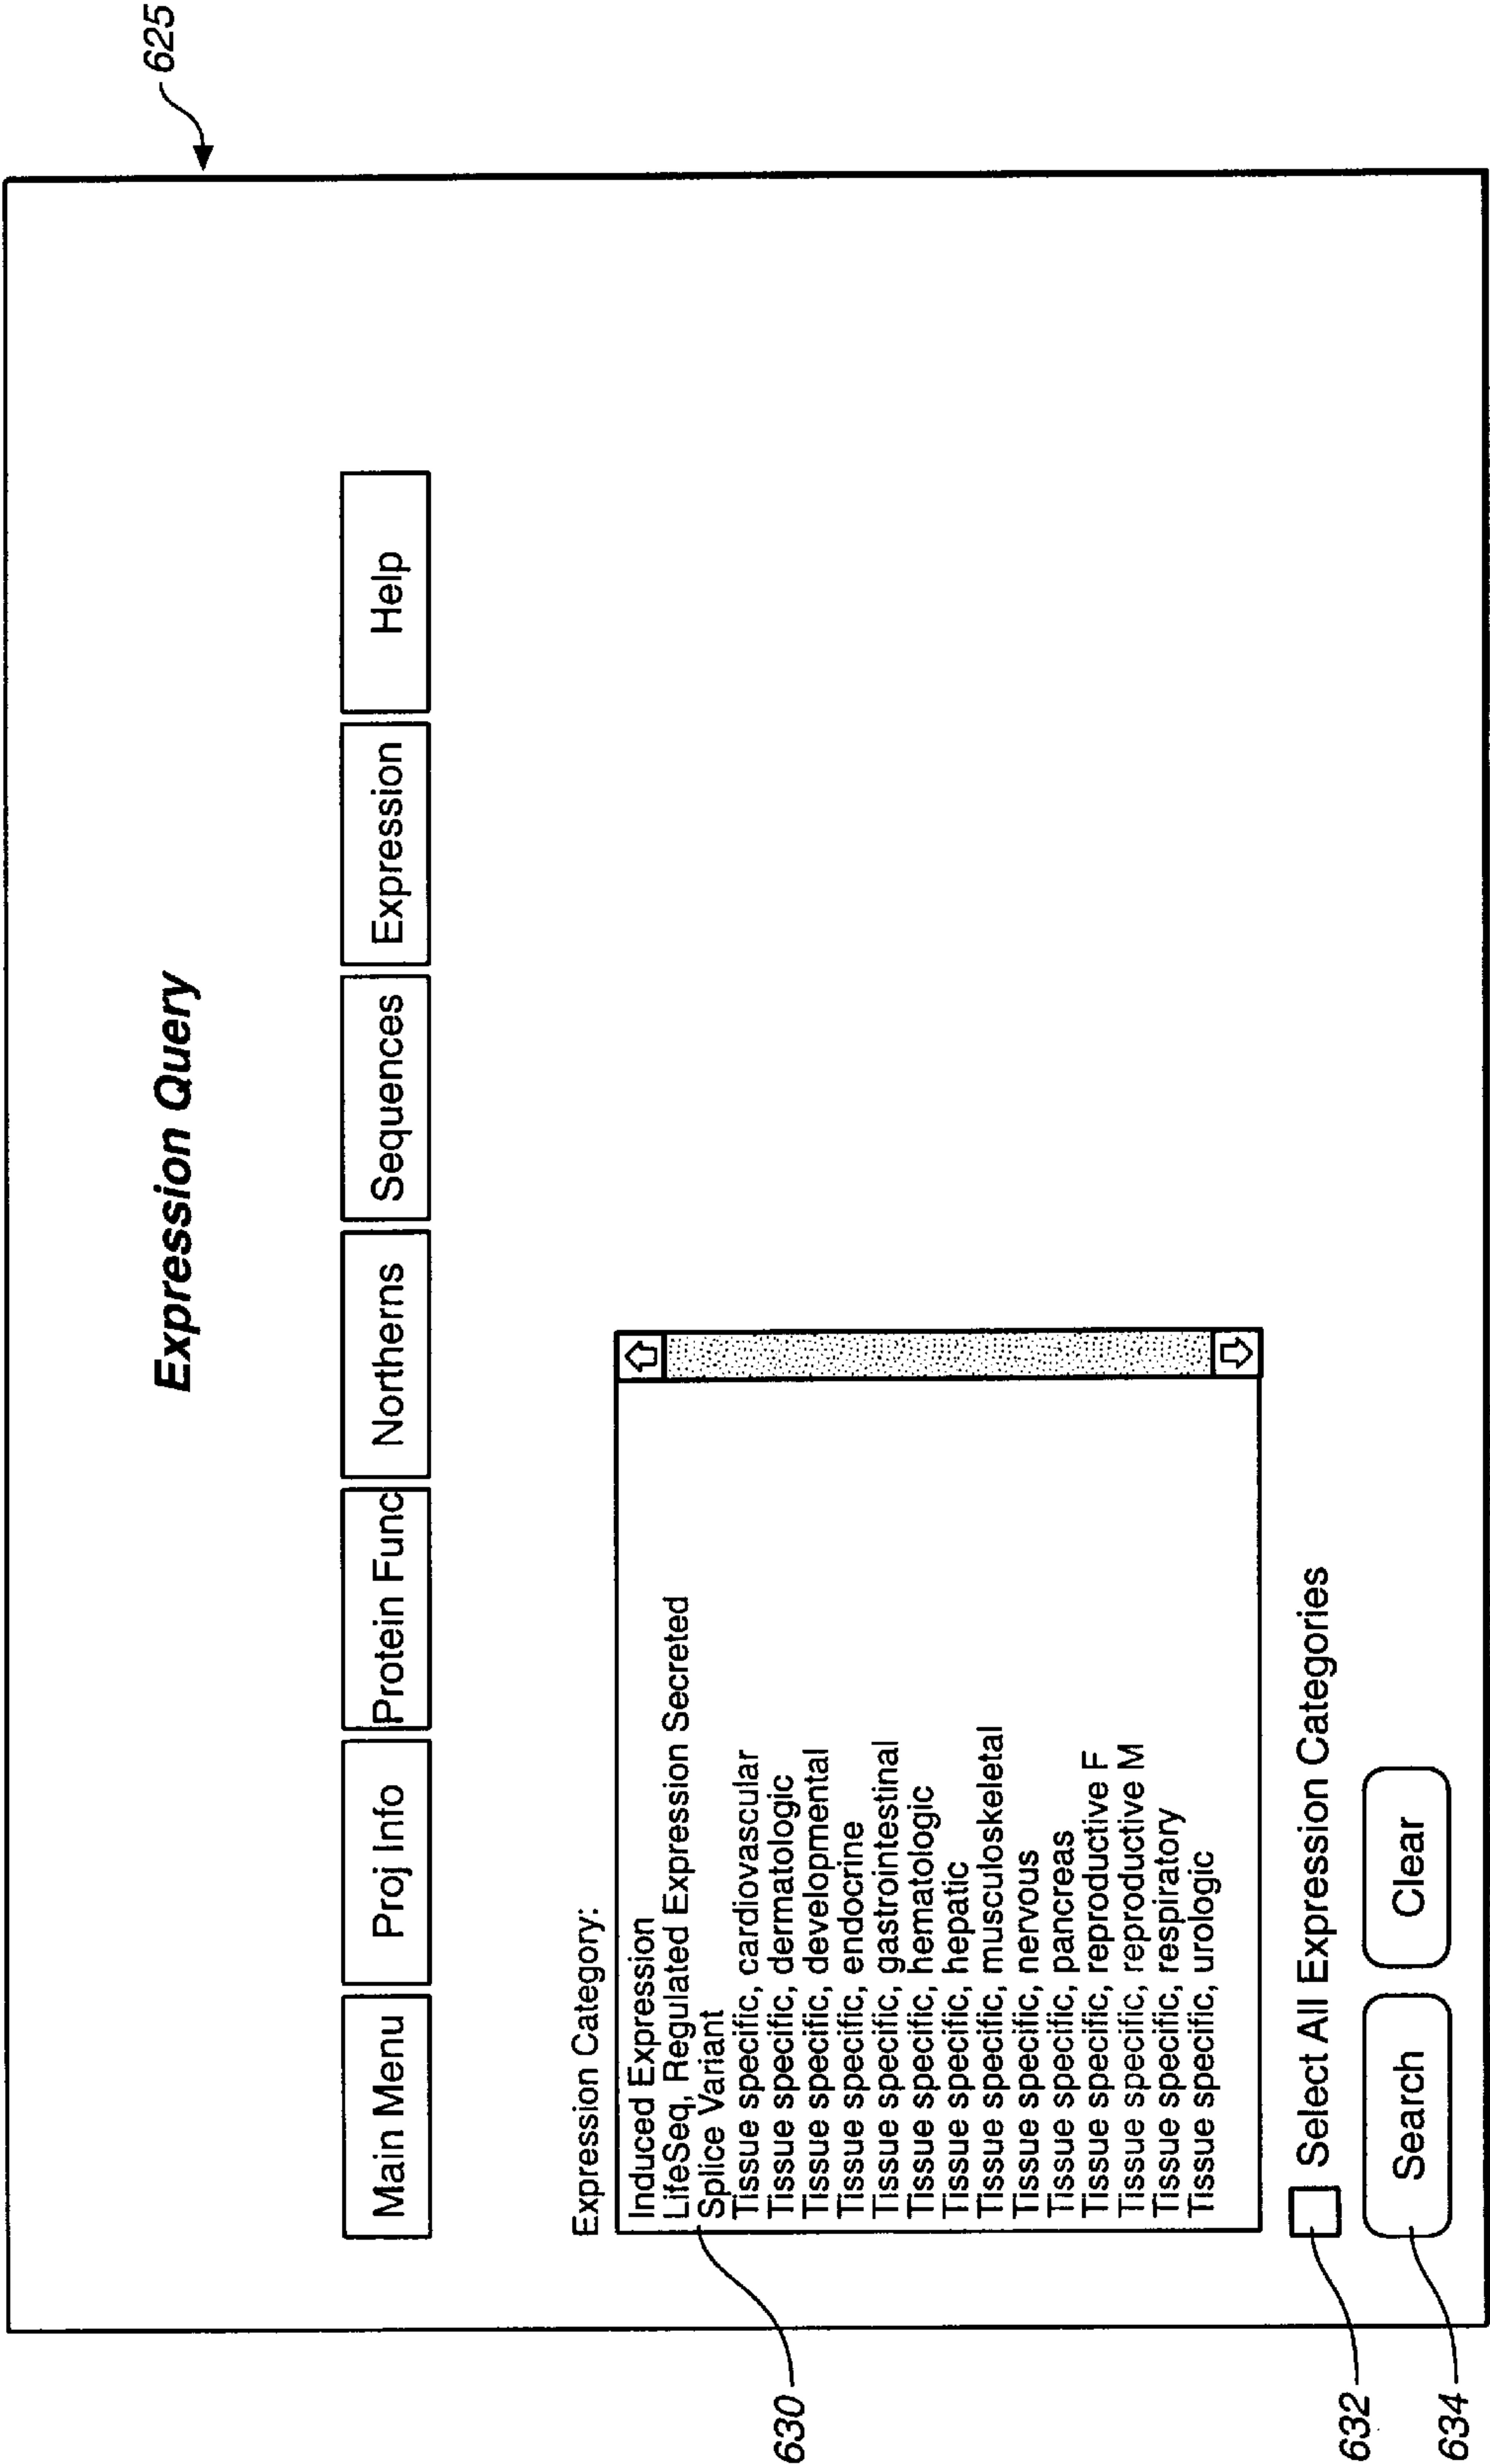 625
Expression Query
Main Menu Proj Info Protein Func Northerns Sequences Expression Help
Expression Category:
Induced Expression
LifeSeq, Regulated Expression Secreted
Splice Variant
Tissue specific, cardiovascular
Tissue specific, dermatologic
Tissue specific, developmental
Tissue specific, endocrine
Tissue specific, gastrointestinal
Tissue specific, hematologic
Tissue specific, hepatic
Tissue specific, musculoskeletal
Tissue specific, nervous
Tissue specific, pancreas
Tissue specific, reproductive F
Tissue specific, reproductive M
Tissue specific, respiratory
Tissue specific, urologic
630
Select All Expression Categories
632
Search Clear
634